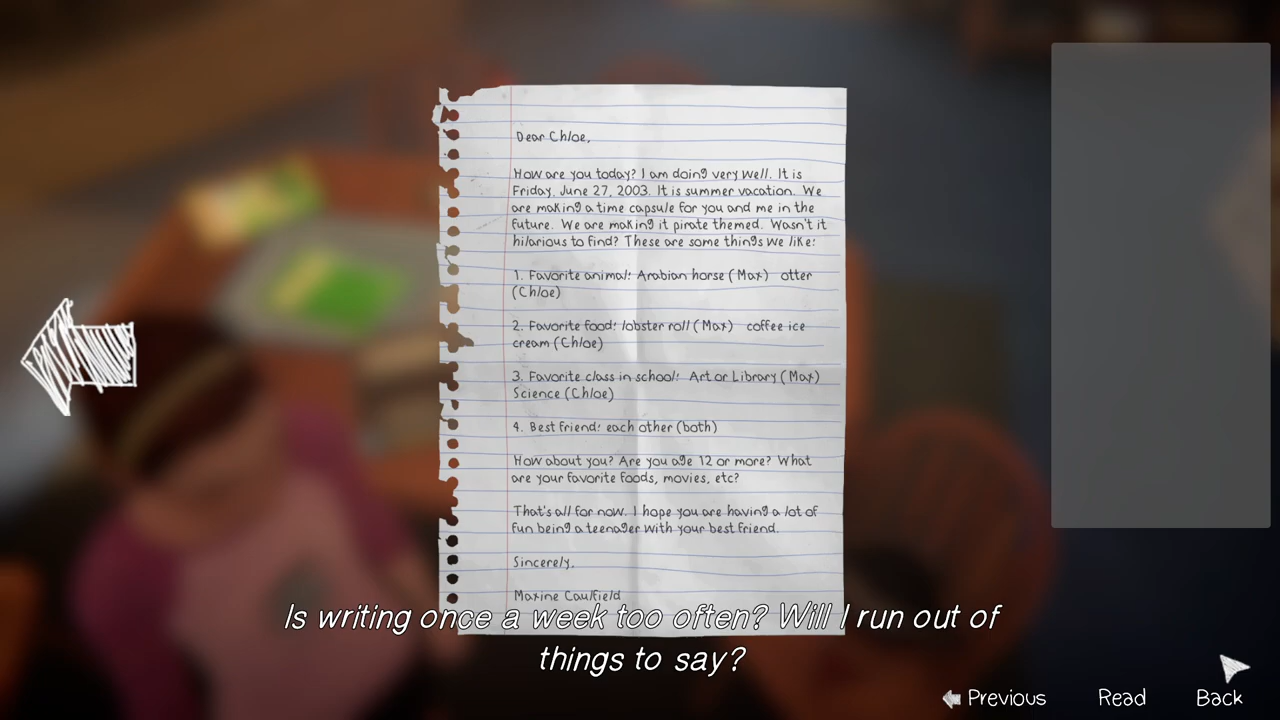 Dear Chloe,
How are you today? I am doing very well. It is
Friday, June 27, 2003. It is summer vacation. We
are making a time capsule for you and me in the
future. We are making it pirate themed. Wasn't it
hilarious to find? These are some things we like:
1. Favorite animal: Arabian horse (Max) otter
(Chloe)
2. Favorite food: lobster roll (Max) coffee ice
cream (Chloe)
3. Favorite class in school: Art or Library (Max)
Science (Chloe)
4. Best friend: each other (both)
How about you? Are you age 12 or more? What
are your favorite foods, movies, etc?
That's all for now. I hope you are having a lot of
fun being a teenager with your best friend.
Sincerely,
Maxine Caulfield
Is writing once a week too often? Will I run out of
things to say?
Previous Read Back